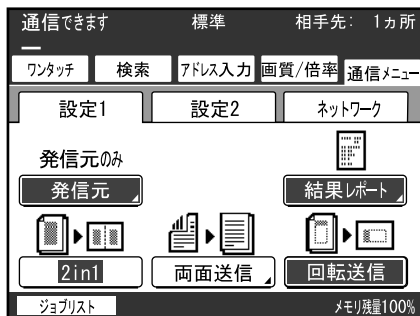 通信できます 標準 相手先: 1ヵ所
ワンタッチ 検索 アドレス入力 画質/倍率 通信メニュー
設定1 設定2 ネットワーク
発信元のみ
発信元 結果レポート
2in1 両面送信 回転送信
ジョブリスト メモリ残量100%